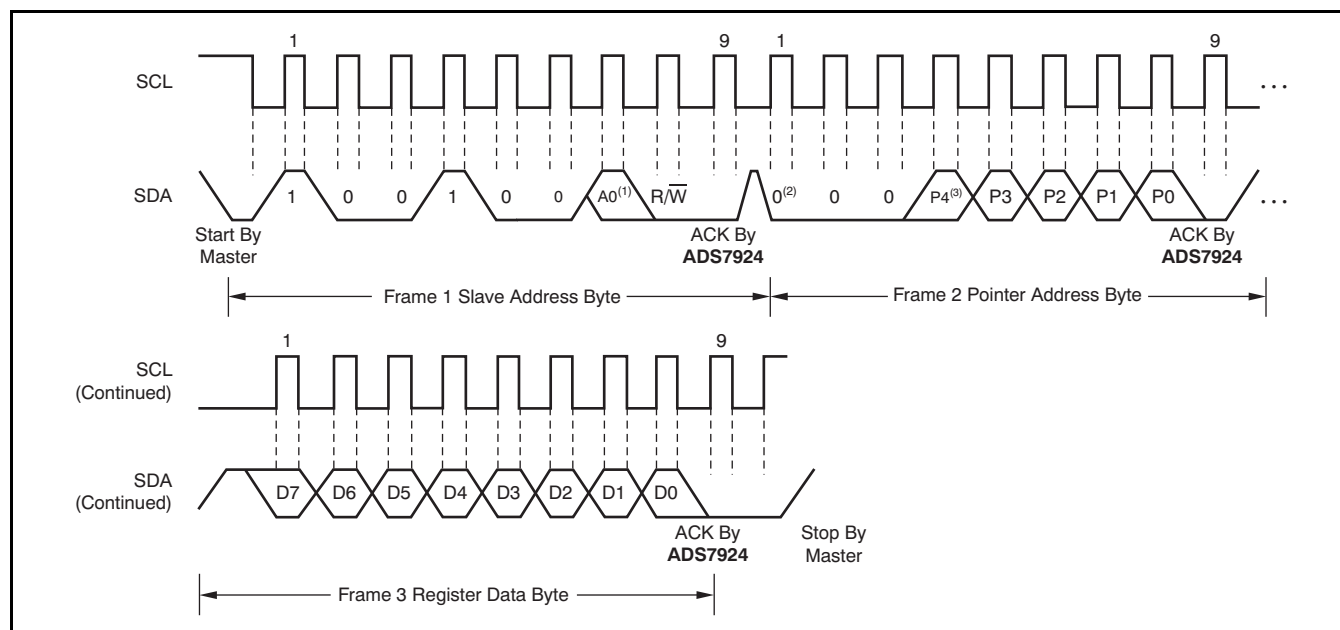 1 9 1 9
SCL ...
SDA 1 0 0 1 0 0 A0(1) R/W̅ 0(2) 0 0 P4(3) P3 P2 P1 P0 ...
Start By
Master
ACK By
ADS7924
ACK By
ADS7924
Frame 1 Slave Address Byte
Frame 2 Pointer Address Byte
1 9
SCL
(Continued)
SDA
(Continued)
D7 D6 D5 D4 D3 D2 D1 D0
ACK By
ADS7924
Stop By
Master
Frame 3 Register Data Byte